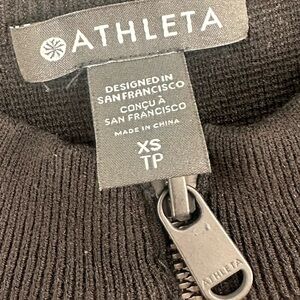 ATHLETA
DESIGNED IN
SAN FRANCISCO
CONÇU À
SAN FRANCISCO
MADE IN CHINA
XS
TP
ATHLETA